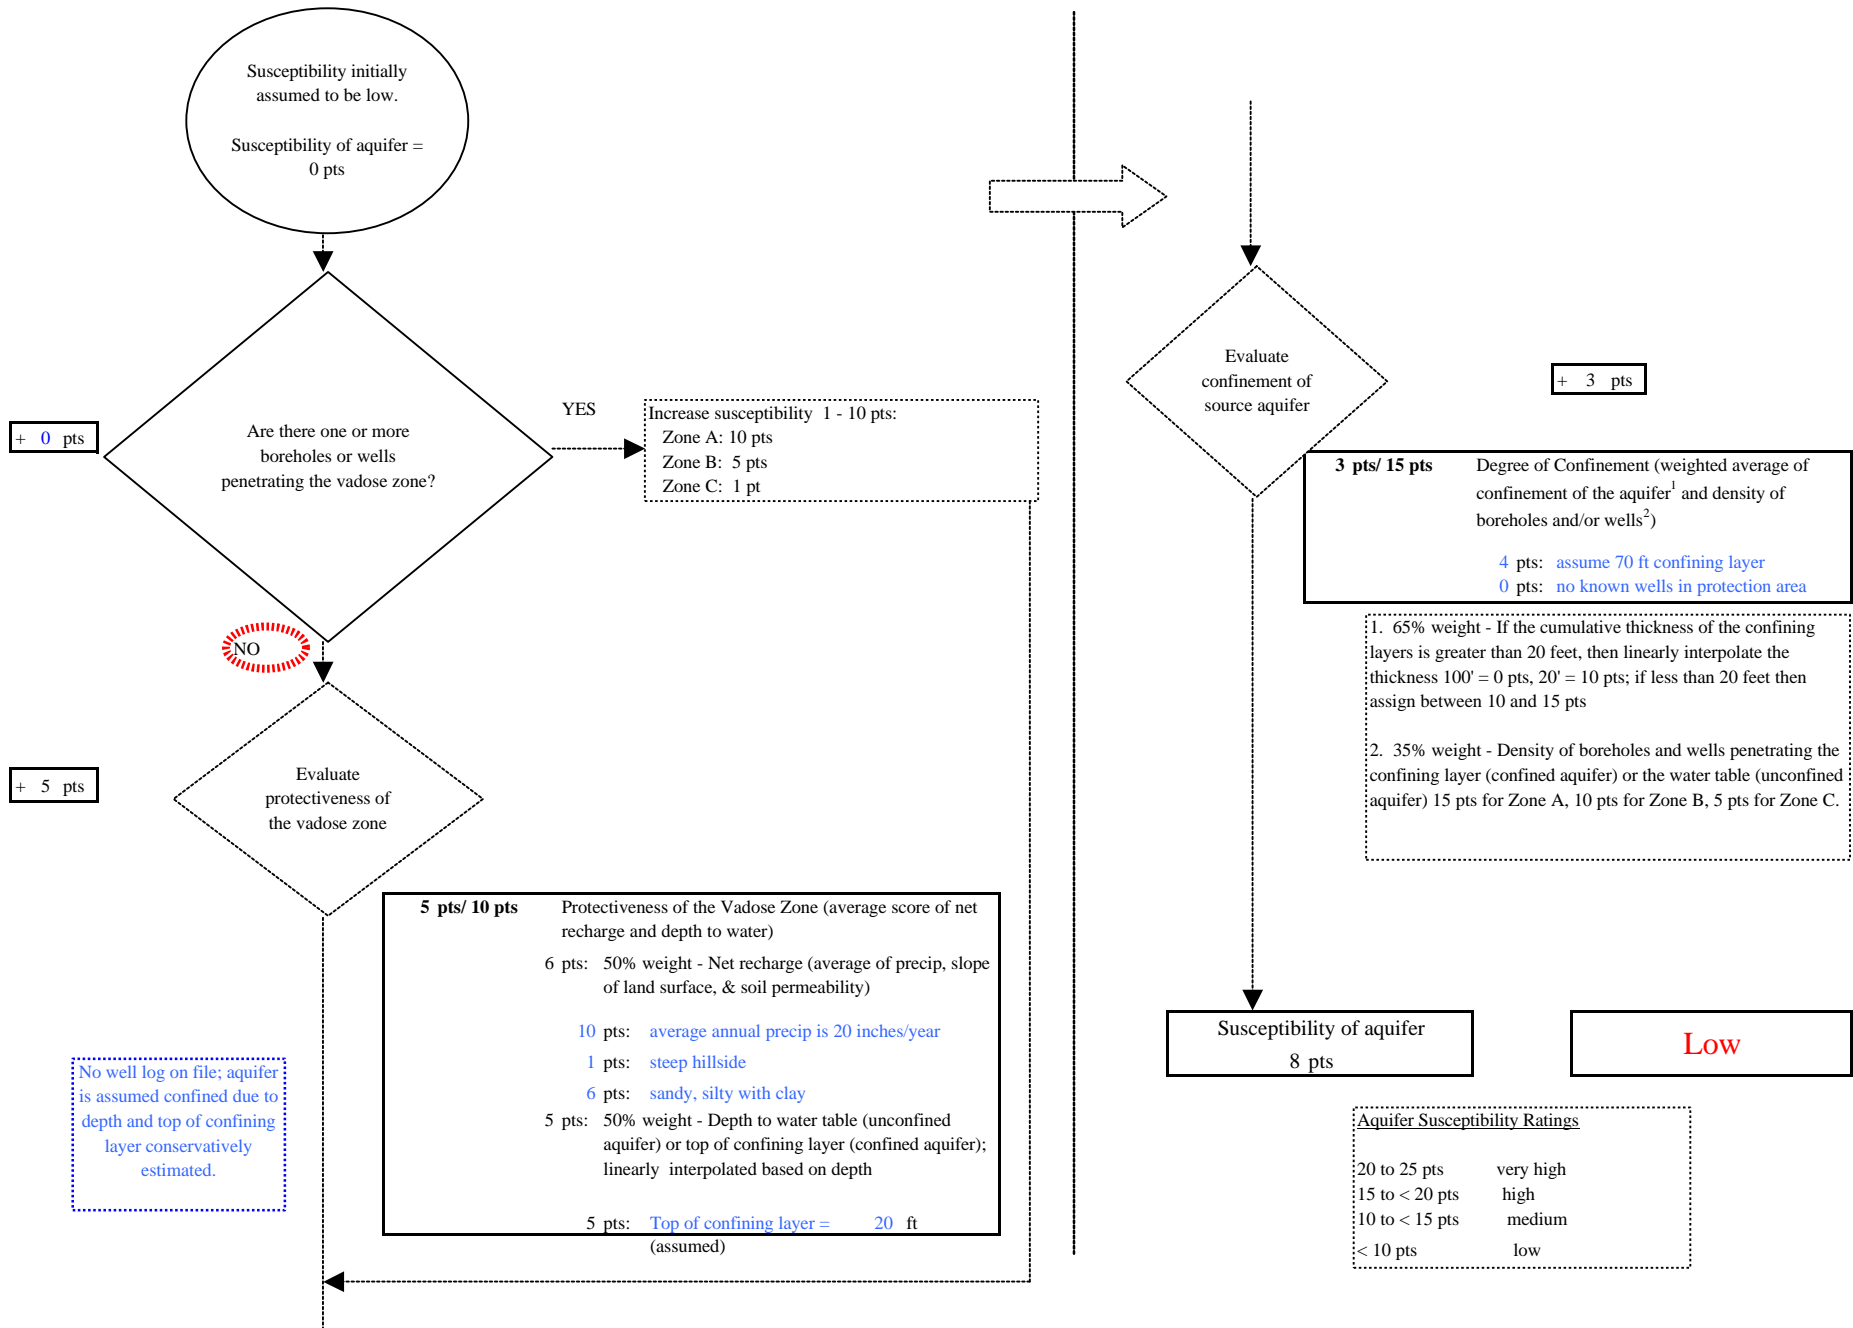 Susceptibility initially
assumed to be low.
Susceptibility of aquifer =
0 pts
+ 0 pts
Are there one or more
boreholes or wells
penetrating the vadose zone?
YES
Increase susceptibility 1 - 10 pts:
Zone A: 10 pts
Zone B: 5 pts
Zone C: 1 pt
NO
+ 5 pts
Evaluate
protectiveness of
the vadose zone
5 pts/ 10 pts Protectiveness of the Vadose Zone (average score of net
recharge and depth to water)
6 pts: 50% weight - Net recharge (average of precip, slope
of land surface, & soil permeability)
10 pts: average annual precip is 20 inches/year
1 pts: steep hillside
6 pts: sandy, silty with clay
5 pts: 50% weight - Depth to water table (unconfined
aquifer) or top of confining layer (confined aquifer);
linearly interpolated based on depth
5 pts: Top of confining layer = 20 ft
(assumed)
No well log on file; aquifer
is assumed confined due to
depth and top of confining
layer conservatively
estimated.
Evaluate
confinement of
source aquifer
+ 3 pts
3 pts/ 15 pts Degree of Confinement (weighted average of
confinement of the aquifer1 and density of
boreholes and/or wells2)
4 pts: assume 70 ft confining layer
0 pts: no known wells in protection area
1. 65% weight - If the cumulative thickness of the confining
layers is greater than 20 feet, then linearly interpolate the
thickness 100' = 0 pts, 20' = 10 pts; if less than 20 feet then
assign between 10 and 15 pts
2. 35% weight - Density of boreholes and wells penetrating the
confining layer (confined aquifer) or the water table (unconfined
aquifer) 15 pts for Zone A, 10 pts for Zone B, 5 pts for Zone C.
Susceptibility of aquifer
8 pts
Low
Aquifer Susceptibility Ratings
20 to 25 pts very high
15 to < 20 pts high
10 to < 15 pts medium
< 10 pts low